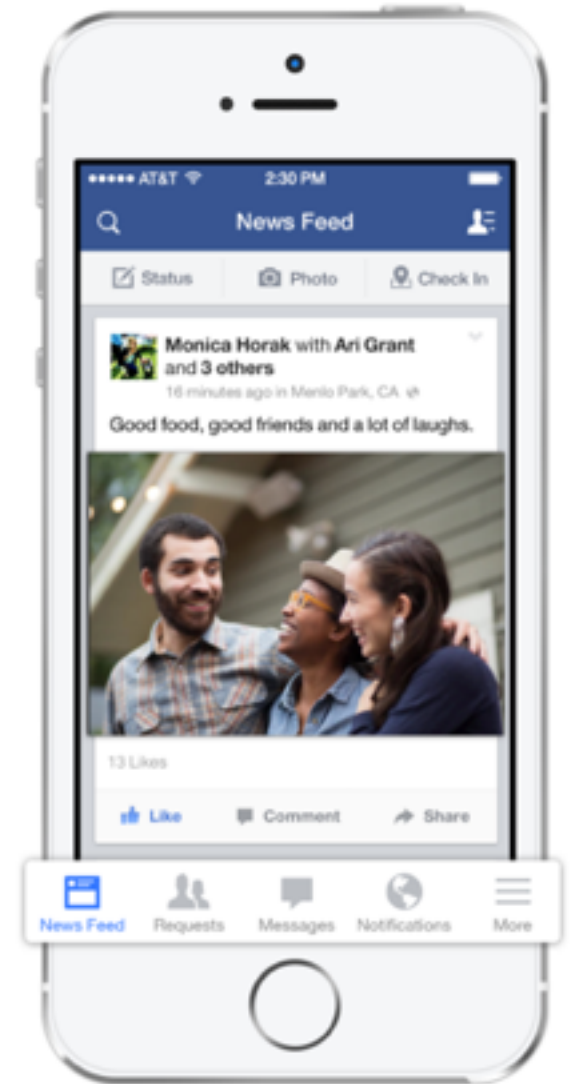 AT&T 2:30 PM
News Feed
Status Photo Check In
Monica Horak with Ari Grant
and 3 others
16 minutes ago in Menlo Park, CA
Good food, good friends and a lot of laughs.
13 Likes
Like Comment Share
News Feed Requests Messages Notifications More